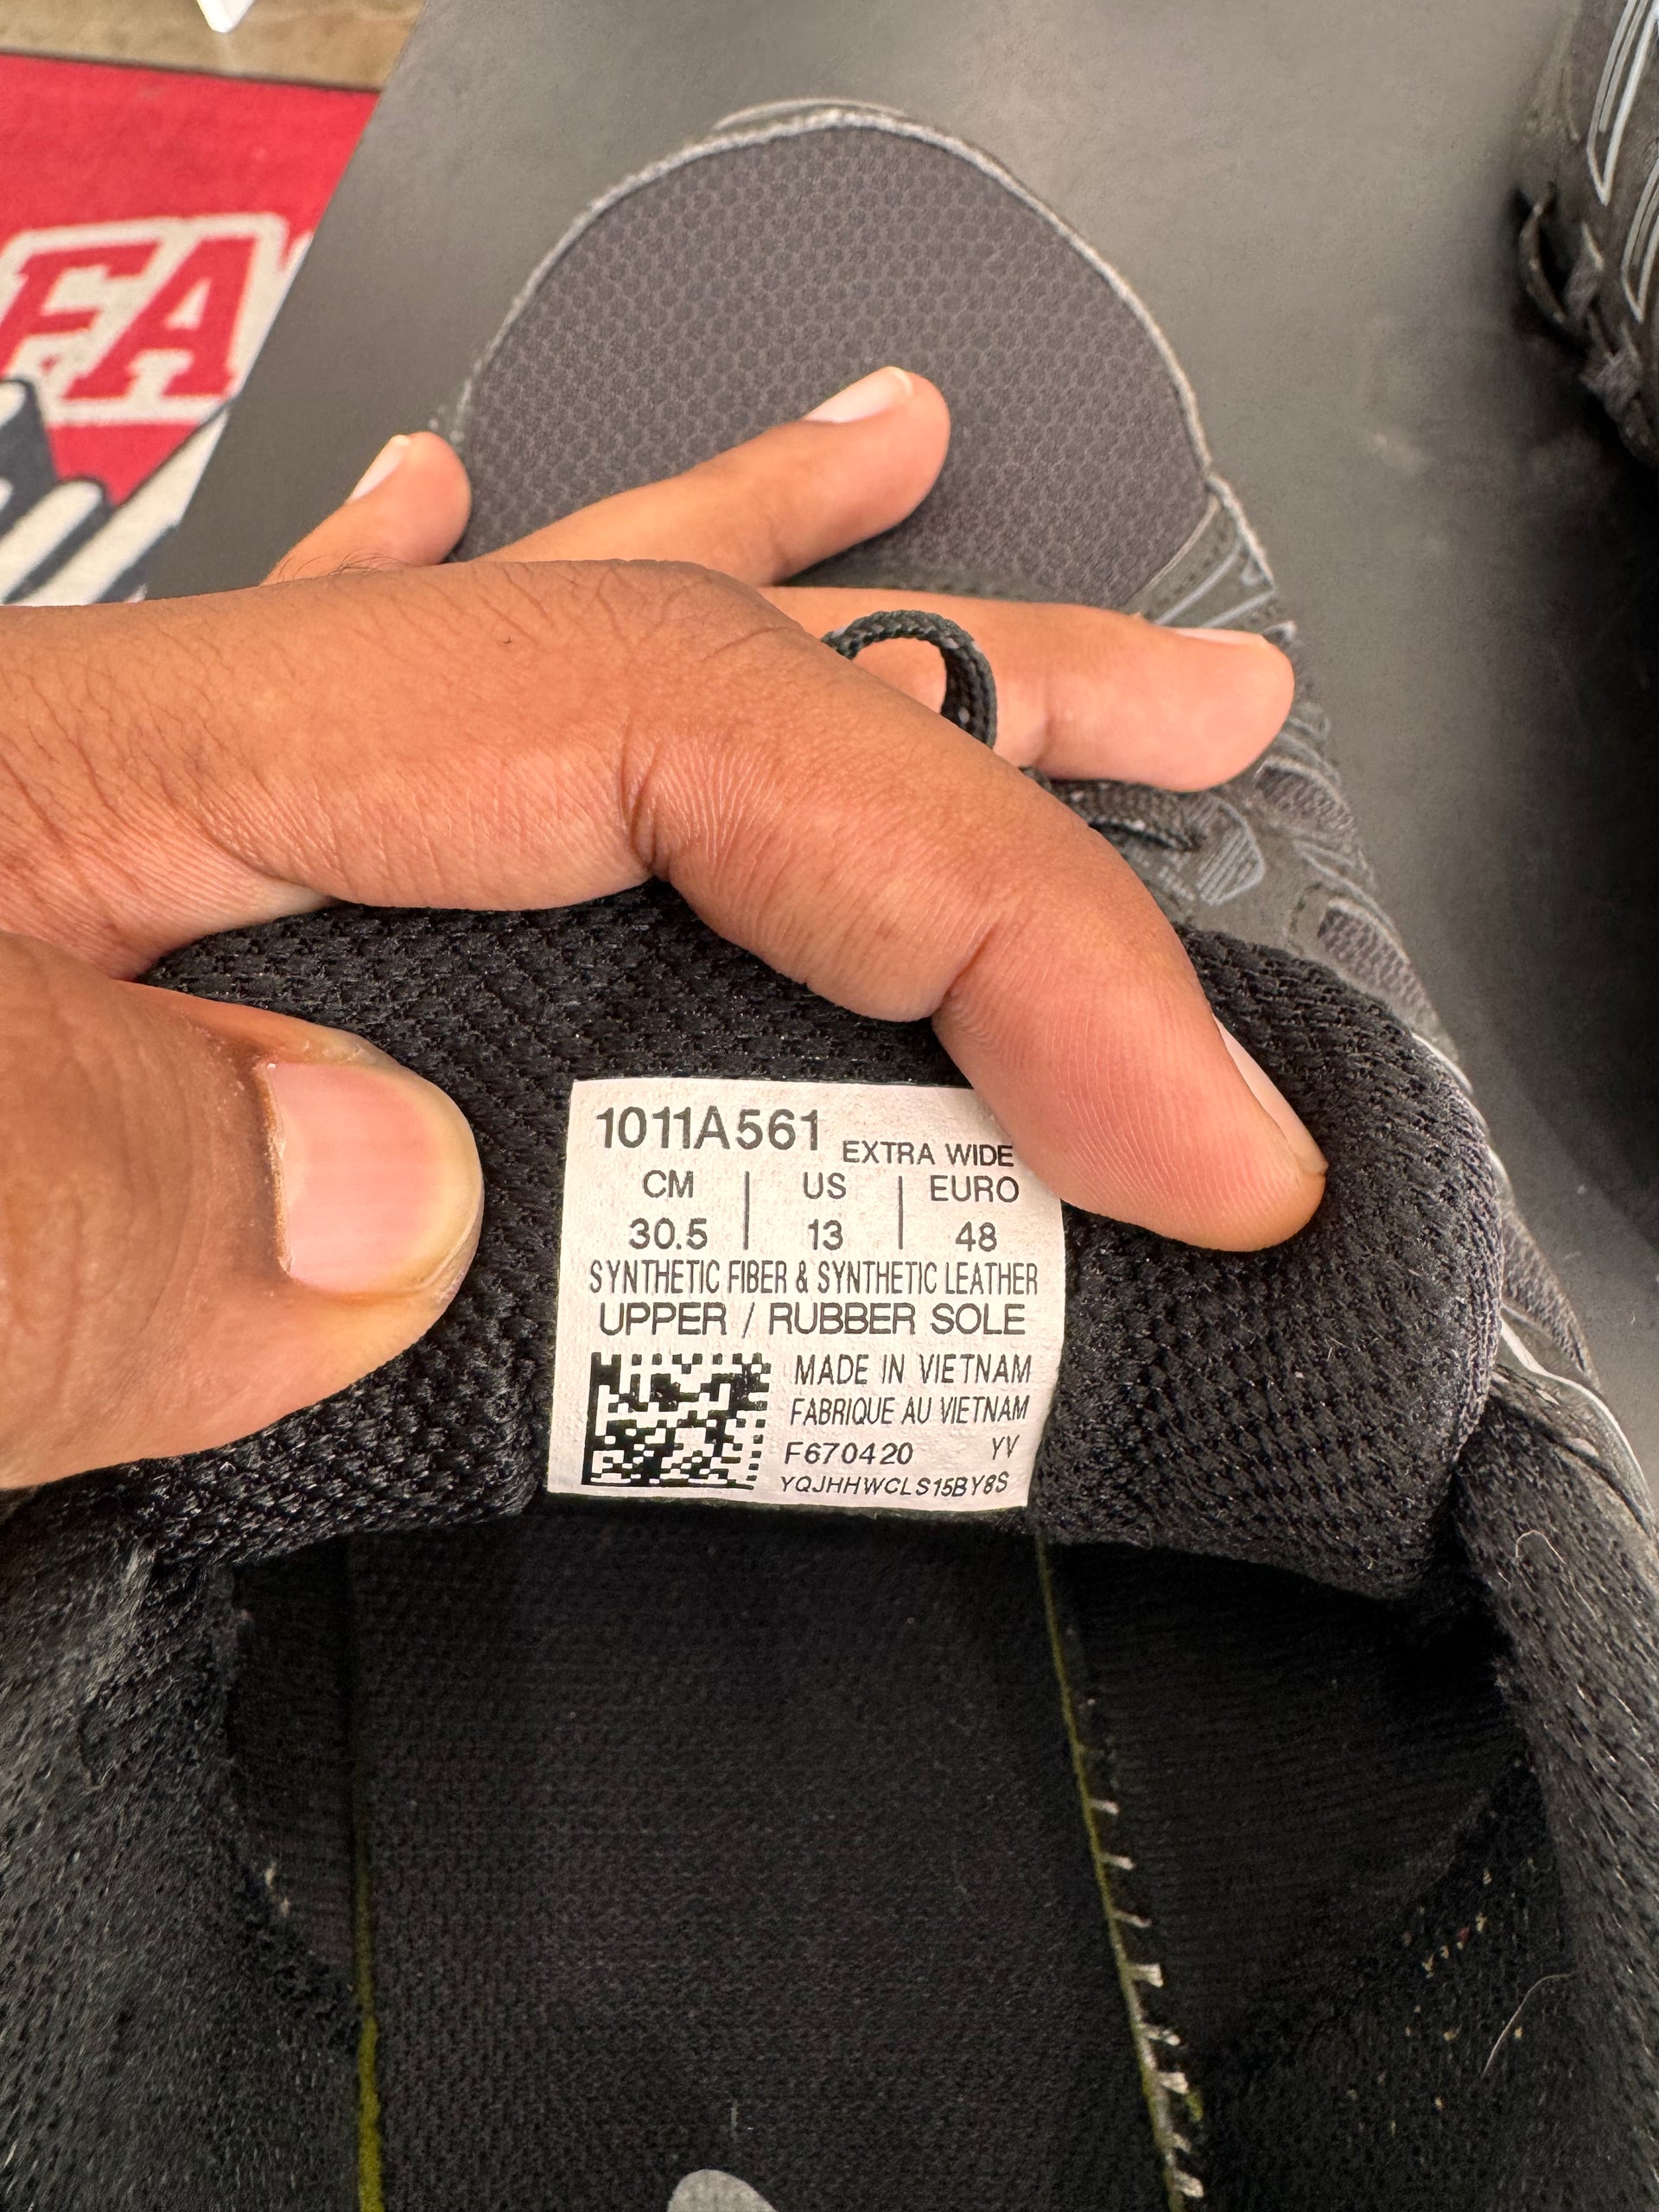 FA
1011A561 EXTRA WIDE
CM | US | EURO
30.5 | 13 | 48
SYNTHETIC FIBER & SYNTHETIC LEATHER
UPPER / RUBBER SOLE
MADE IN VIETNAM
FABRIQUE AU VIETNAM
F670420 YV
YQJHHWCLS15BY8S